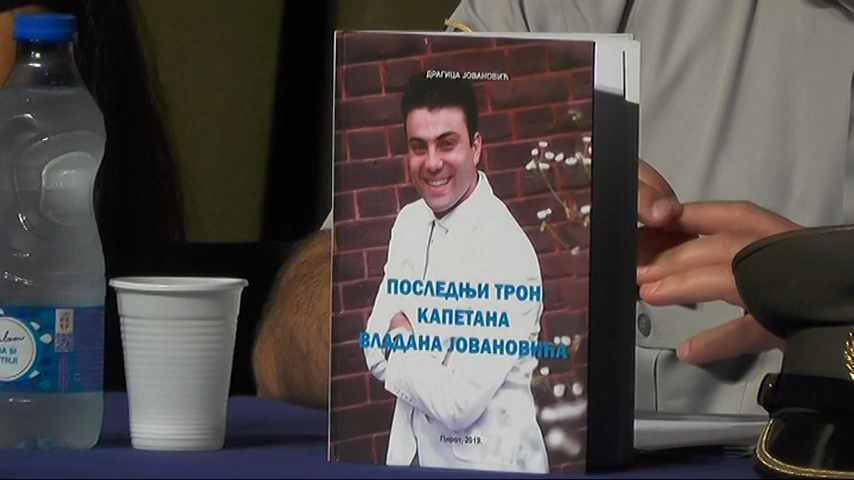 ДРАГИЦА ЈОВАНОВИЋ
ПОСЛЕДЊИ ТРОН
КАПЕТАНА
ВЛАДАНА ЈОВАНОВИЋА
Пирот, 2019.